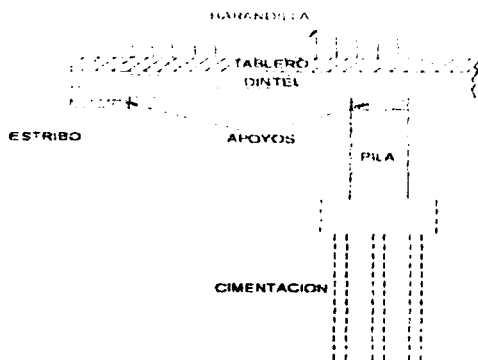 BARANDILLA
TABLERO
DINTEL
ESTRIBO
APOYOS
PILA
CIMENTACION